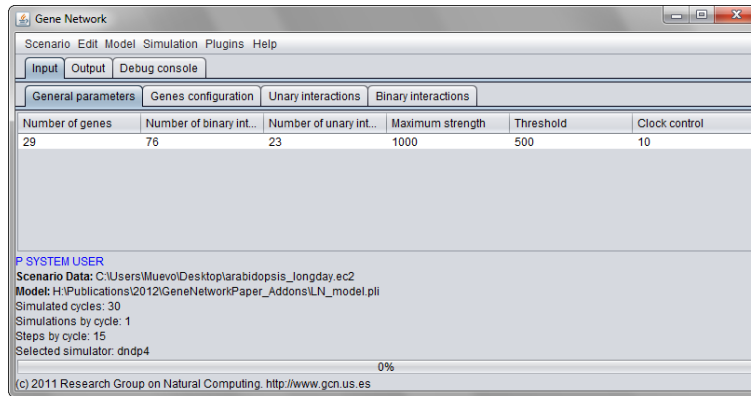 Gene Network
Scenario Edit Model Simulation Plugins Help
Input Output Debug console
General parameters Genes configuration Unary interactions Binary interactions
Number of genes Number of binary int... Number of unary int... Maximum strength Threshold Clock control
29 76 23 1000 500 10
P SYSTEM USER
Scenario Data: C:\Users\Muevo\Desktop\arabidopsis_longday.ec2
Model: H:\Publications\2012\GeneNetworkPaper_Addons\LN_model.pli
Simulated cycles: 30
Simulations by cycle: 1
Steps by cycle: 15
Selected simulator: dndp4
0%
(c) 2011 Research Group on Natural Computing. http://www.gcn.us.es